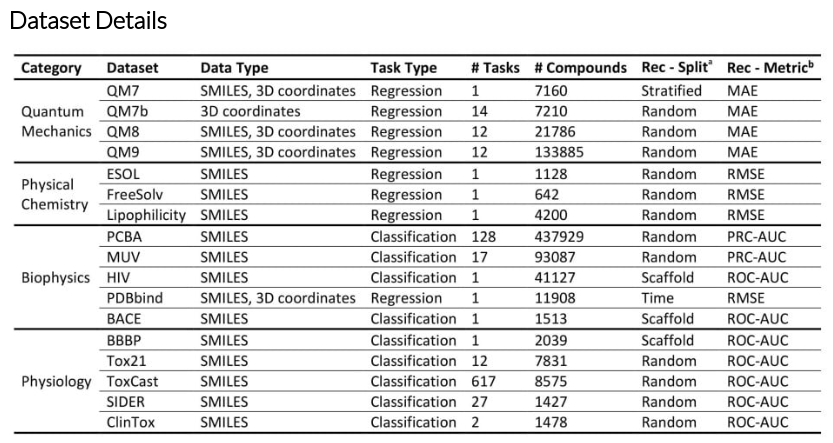 Dataset Details
Category Dataset Data Type Task Type # Tasks # Compounds Rec - Splitᵃ Rec - Metricᵇ
Quantum Mechanics
QM7 SMILES, 3D coordinates Regression 1 7160 Stratified MAE
QM7b 3D coordinates Regression 14 7210 Random MAE
QM8 SMILES, 3D coordinates Regression 12 21786 Random MAE
QM9 SMILES, 3D coordinates Regression 12 133885 Random MAE
Physical Chemistry
ESOL SMILES Regression 1 1128 Random RMSE
FreeSolv SMILES Regression 1 642 Random RMSE
Lipophilicity SMILES Regression 1 4200 Random RMSE
Biophysics
PCBA SMILES Classification 128 437929 Random PRC-AUC
MUV SMILES Classification 17 93087 Random PRC-AUC
HIV SMILES Classification 1 41127 Scaffold ROC-AUC
PDBbind SMILES, 3D coordinates Regression 1 11908 Time RMSE
BACE SMILES Classification 1 1513 Scaffold ROC-AUC
Physiology
BBBP SMILES Classification 1 2039 Scaffold ROC-AUC
Tox21 SMILES Classification 12 7831 Random ROC-AUC
ToxCast SMILES Classification 617 8575 Random ROC-AUC
SIDER SMILES Classification 27 1427 Random ROC-AUC
ClinTox SMILES Classification 2 1478 Random ROC-AUC